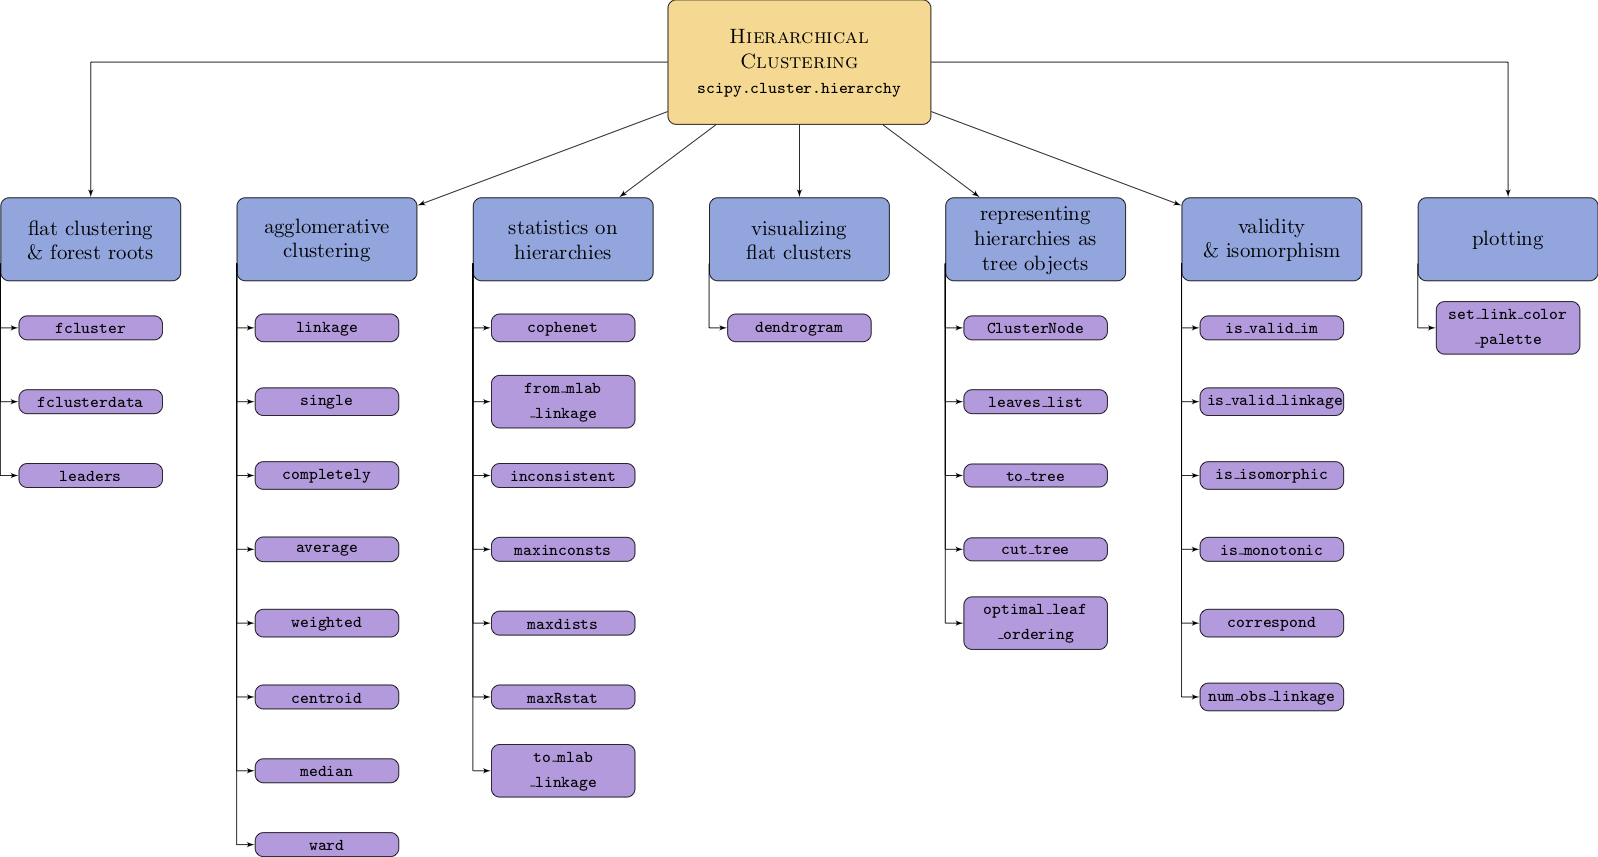 Hierarchical
Clustering
scipy.cluster.hierarchy
flat clustering
& forest roots
fcluster
fclusterdata
leaders
agglomerative
clustering
linkage
single
completely
average
weighted
centroid
median
ward
statistics on
hierarchies
cophenet
from_mlab
_linkage
inconsistent
maxinconsts
maxdists
maxRstat
to_mlab
_linkage
visualizing
flat clusters
dendrogram
representing
hierarchies as
tree objects
ClusterNode
leaves_list
to_tree
cut_tree
optimal_leaf
_ordering
validity
& isomorphism
is_valid_im
is_valid_linkage
is_isomorphic
is_monotonic
correspond
num_obs_linkage
plotting
set_link_color
_palette